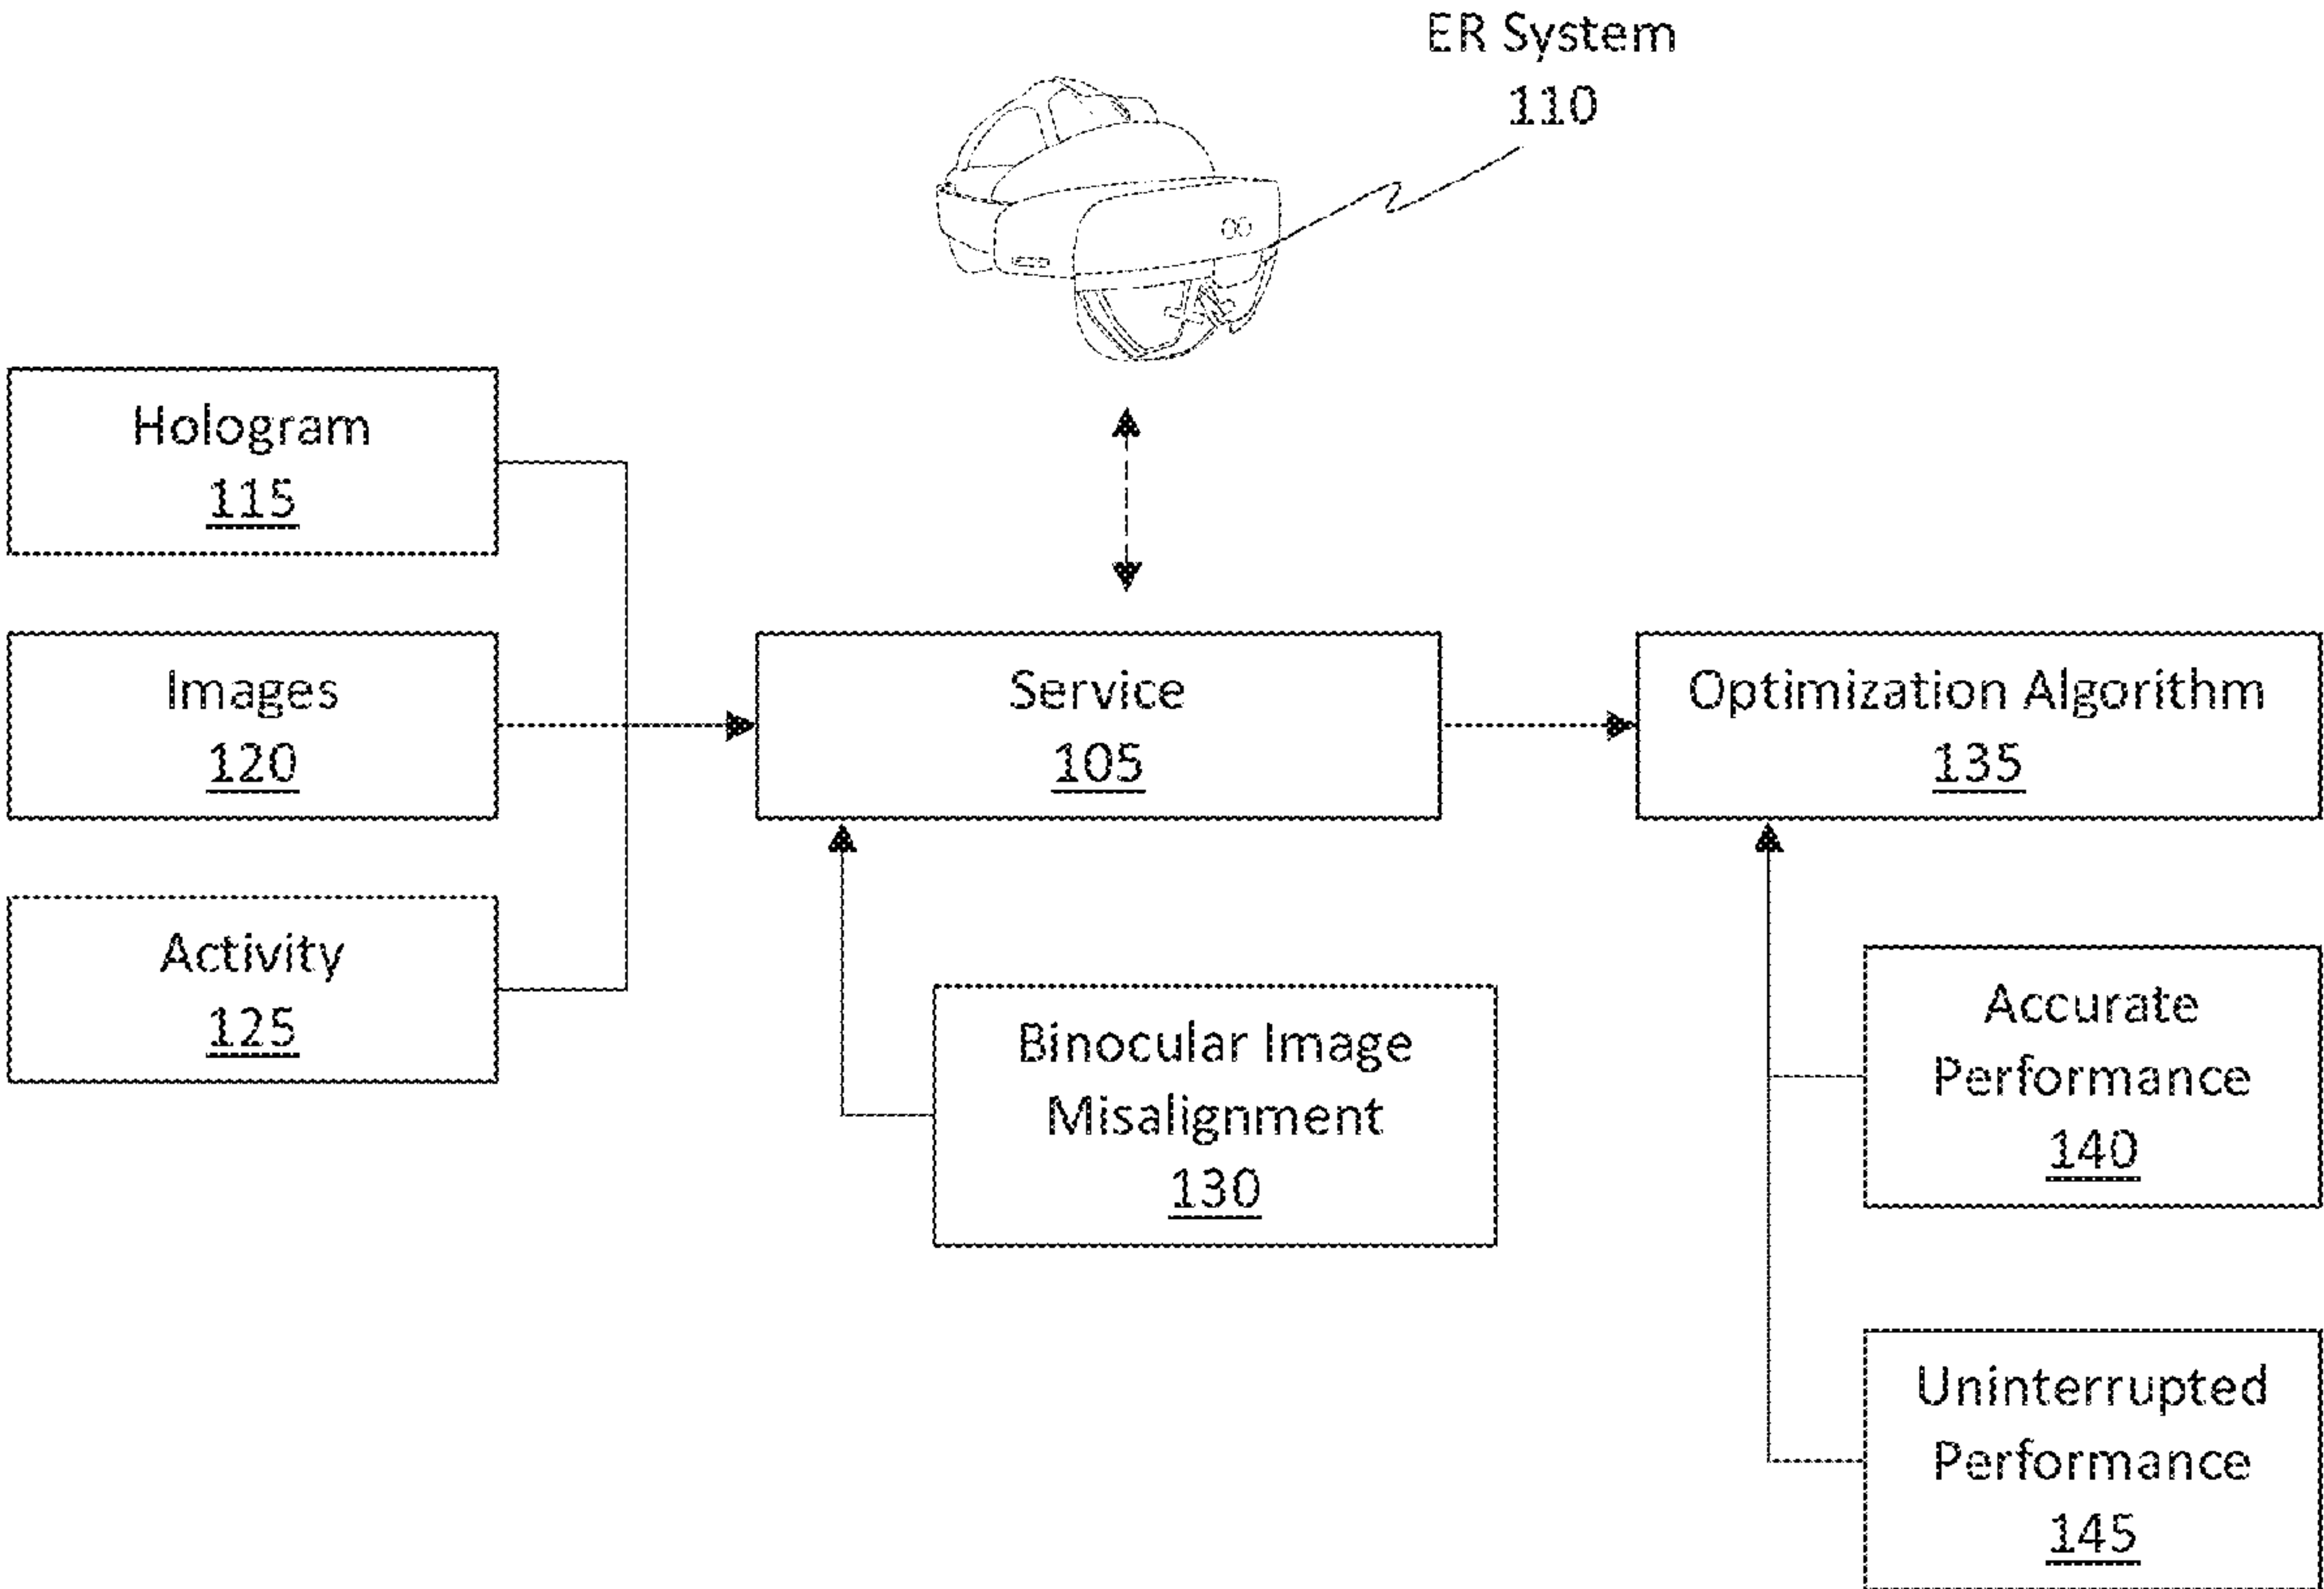 ER System
110
Hologram
115
Images
120
Service
105
Optimization Algorithm
135
Activity
125
Binocular Image
Misalignment
130
Accurate
Performance
140
Uninterrupted
Performance
145